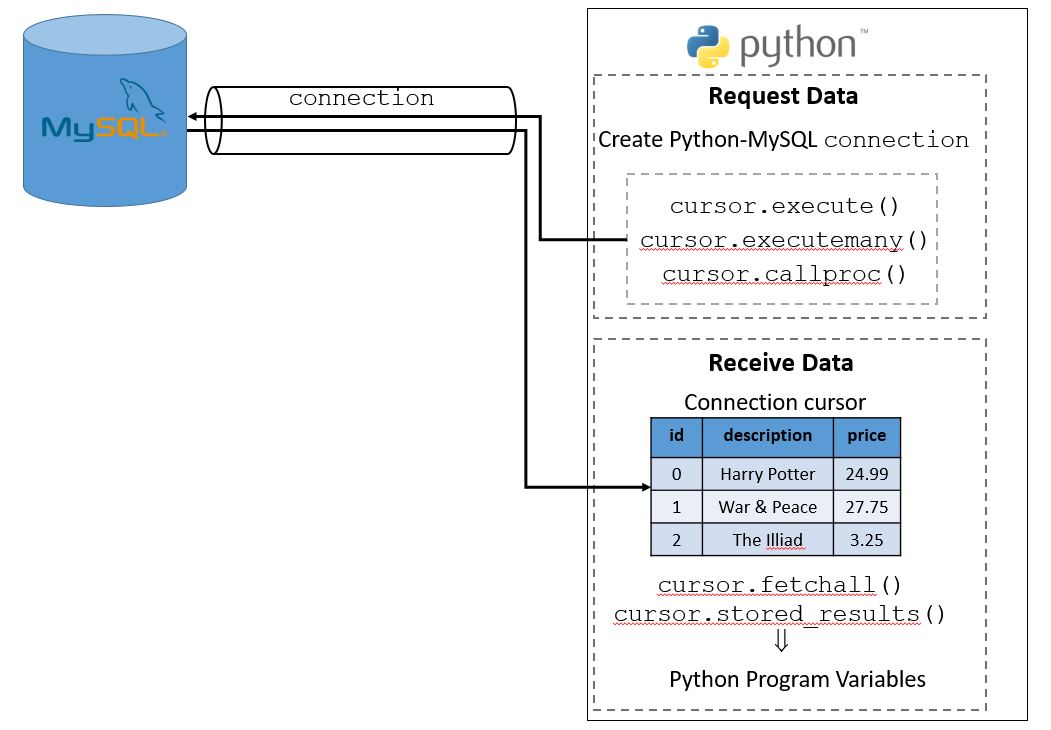 MySQL®
connection
python™
Request Data
Create Python-MySQL connection
cursor.execute()
cursor.executemany()
cursor.callproc()
Receive Data
Connection cursor
id description price
0 Harry Potter 24.99
1 War & Peace 27.75
2 The Illiad 3.25
cursor.fetchall()
cursor.stored_results()
⇓
Python Program Variables